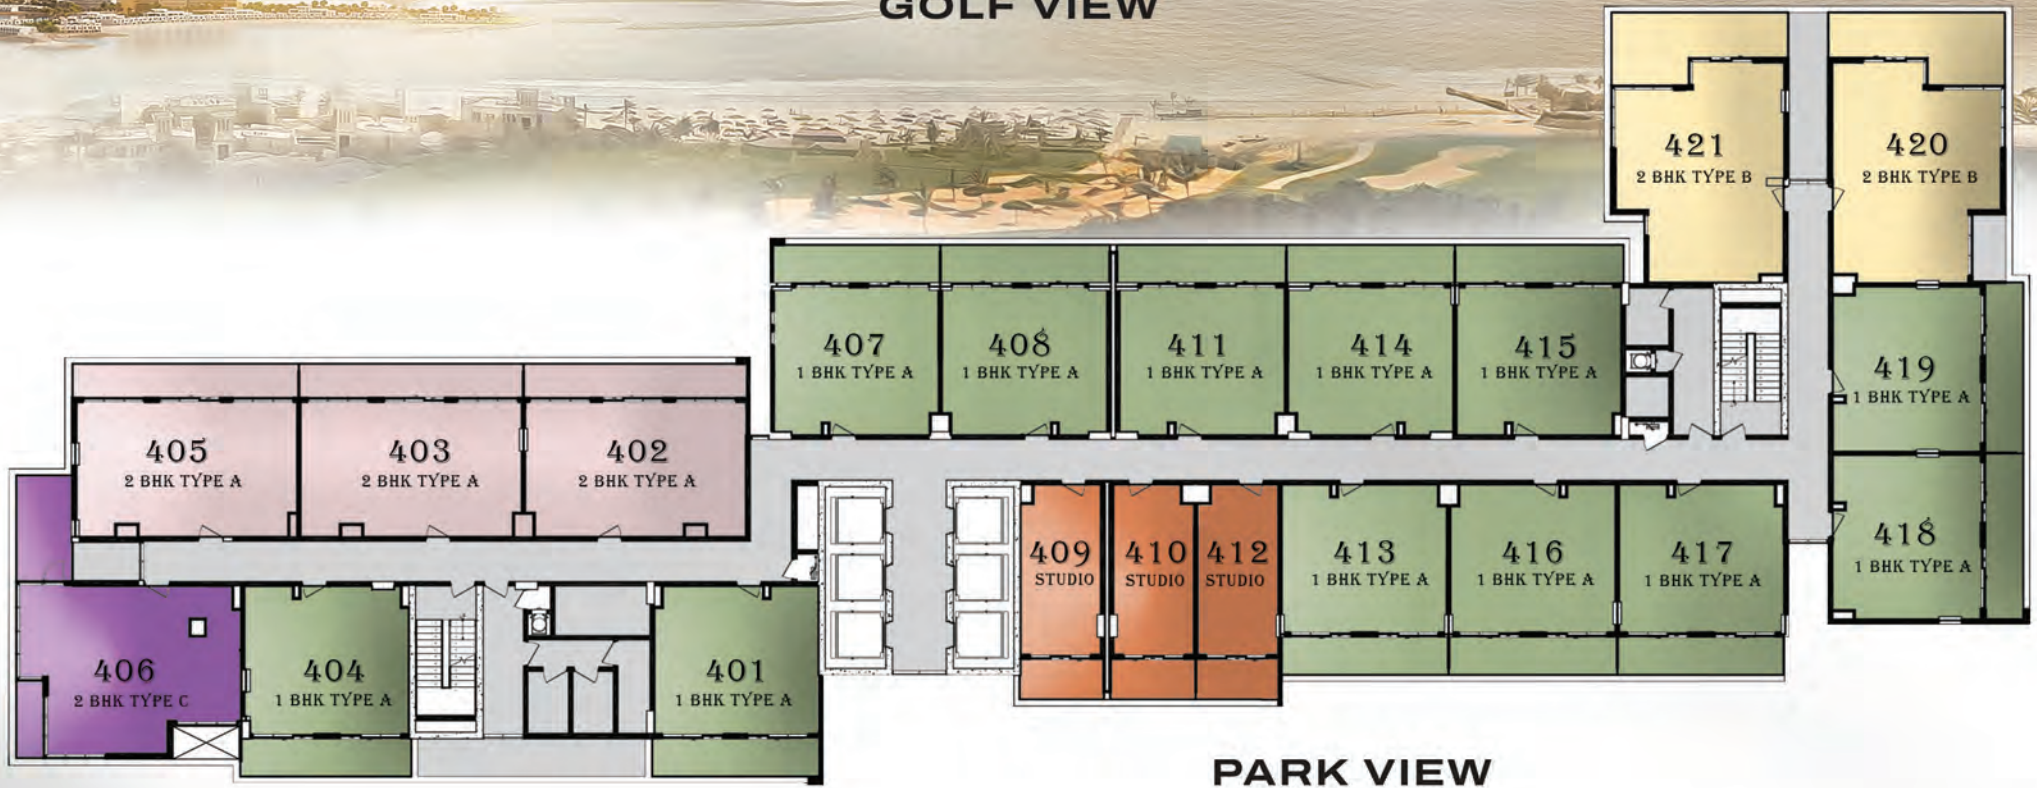 GOLF VIEW
421
2 BHK TYPE B
420
2 BHK TYPE B
407
1 BHK TYPE A
408
1 BHK TYPE A
411
1 BHK TYPE A
414
1 BHK TYPE A
415
1 BHK TYPE A
419
1 BHK TYPE A
405
2 BHK TYPE A
403
2 BHK TYPE A
402
2 BHK TYPE A
409
STUDIO
410
STUDIO
412
STUDIO
413
1 BHK TYPE A
416
1 BHK TYPE A
417
1 BHK TYPE A
418
1 BHK TYPE A
406
2 BHK TYPE C
404
1 BHK TYPE A
401
1 BHK TYPE A
PARK VIEW